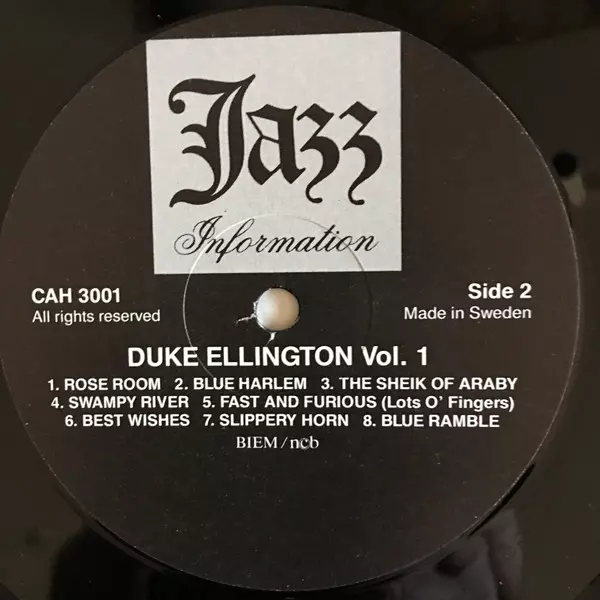 Jazz
Information
CAH 3001
All rights reserved
Side 2
Made in Sweden
DUKE ELLINGTON Vol. 1
1. ROSE ROOM 2. BLUE HARLEM 3. THE SHEIK OF ARABY
4. SWAMPY RIVER 5. FAST AND FURIOUS (Lots O' Fingers)
6. BEST WISHES 7. SLIPPERY HORN 8. BLUE RAMBLE
BIEM/ncb